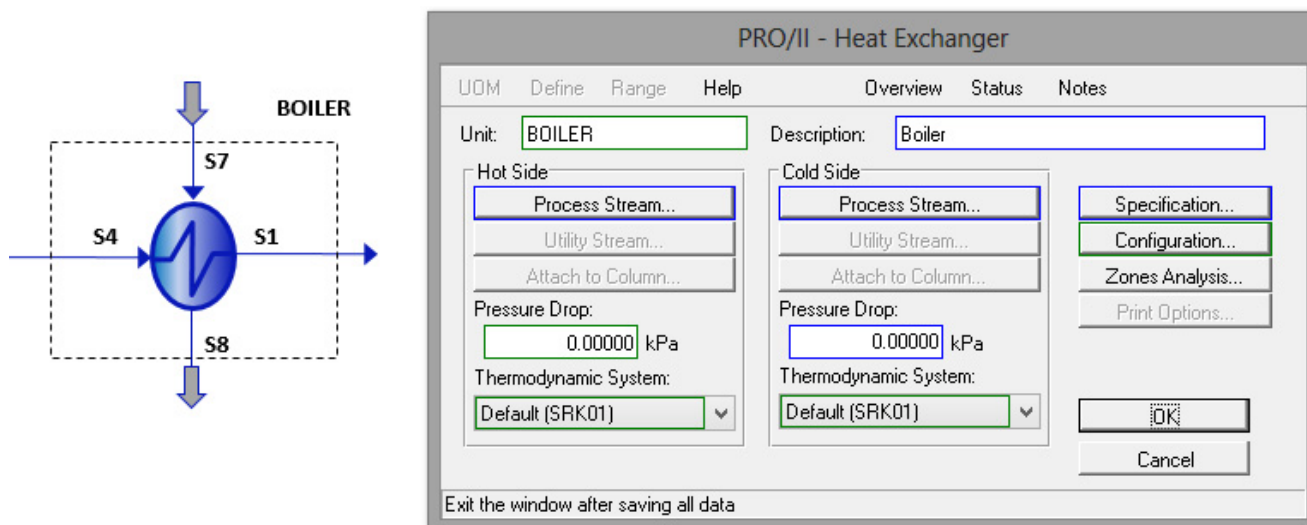 BOILER
S7
S4
S1
S8
PRO/II - Heat Exchanger
UOM Define Range Help Overview Status Notes
Unit: BOILER Description: Boiler
Hot Side Cold Side
Process Stream... Process Stream... Specification...
Utility Stream... Utility Stream... Configuration...
Attach to Column... Attach to Column... Zones Analysis...
Print Options...
Pressure Drop: Pressure Drop:
0.00000 kPa 0.00000 kPa
Thermodynamic System: Thermodynamic System:
Default (SRK01) Default (SRK01) OK
Cancel
Exit the window after saving all data